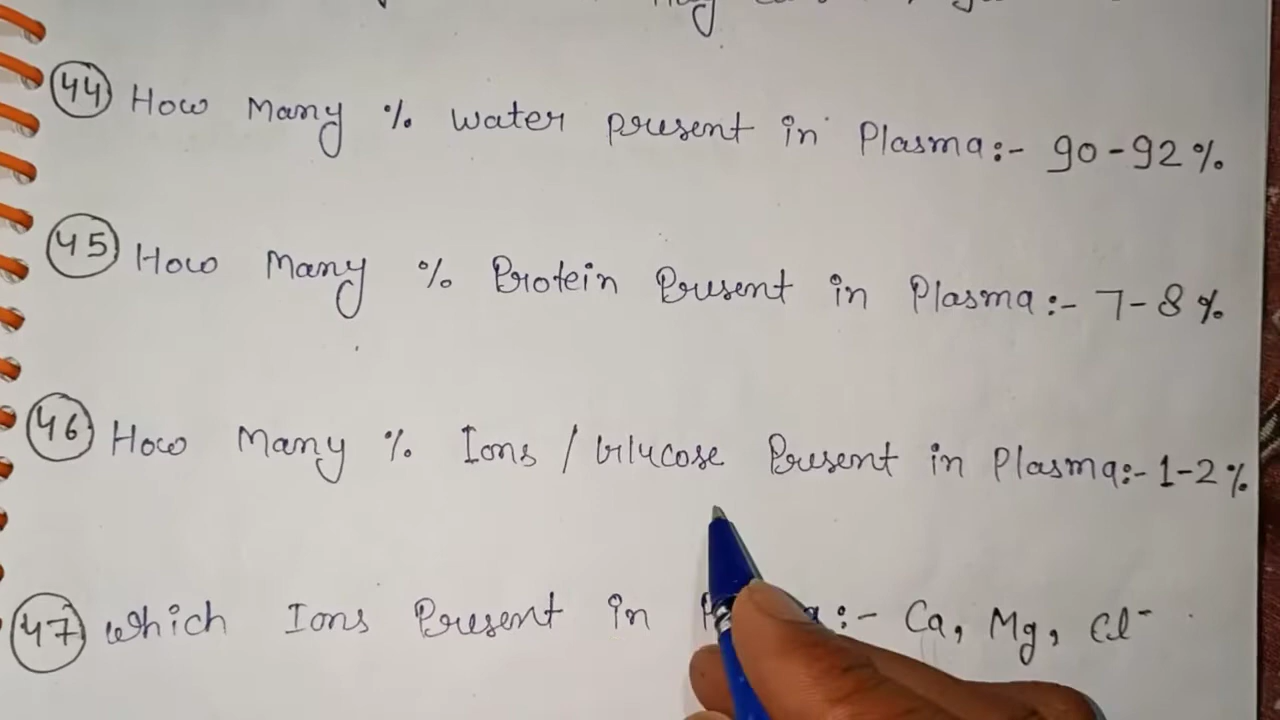 44 How Many % water present in Plasma:- 90-92%
45 How Many % Protein Present in Plasma:- 7-8%
46 How Many % Ions / Glucose Present in Plasma:- 1-2%
47 which Ions Present in :- Ca, Mg, Cl⁻